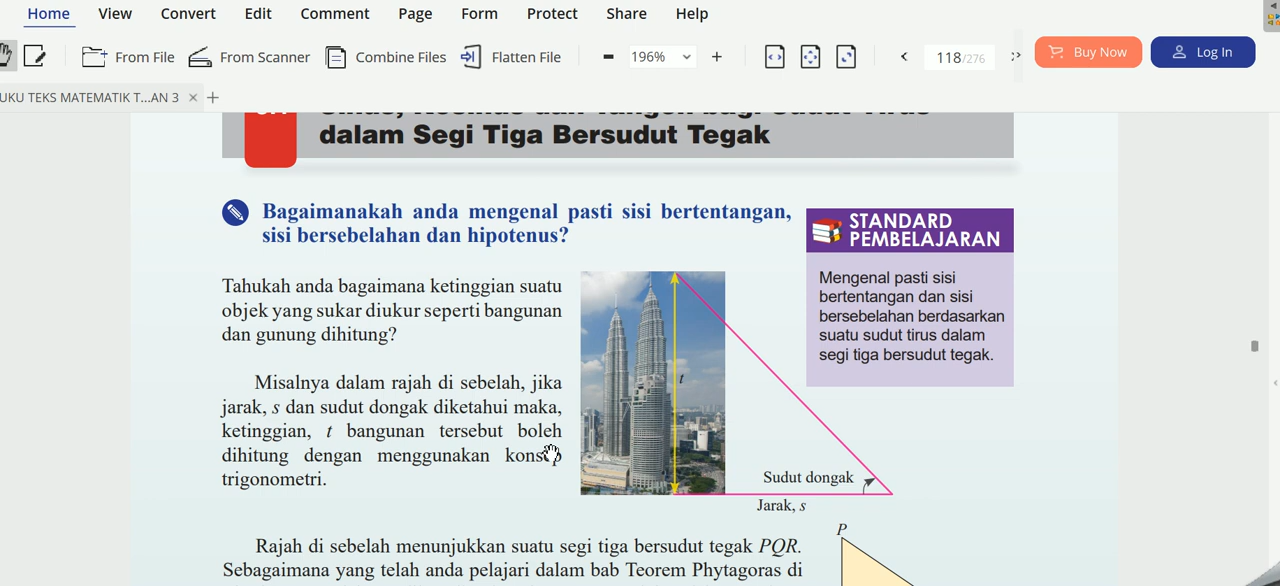 Home View Convert Edit Comment Page Form Protect Share Help
From File From Scanner Combine Files Flatten File 196% 118/276 Buy Now Log In
UKU TEKS MATEMATIK T...AN 3
dalam Segi Tiga Bersudut Tegak
Bagaimanakah anda mengenal pasti sisi bertentangan,
sisi bersebelahan dan hipotenus?
Tahukah anda bagaimana ketinggian suatu
objek yang sukar diukur seperti bangunan
dan gunung dihitung?
Misalnya dalam rajah di sebelah, jika
jarak, s dan sudut dongak diketahui maka,
ketinggian, t bangunan tersebut boleh
dihitung dengan menggunakan konsep
trigonometri.
t
Sudut dongak
Jarak, s
STANDARD
PEMBELAJARAN
Mengenal pasti sisi
bertentangan dan sisi
bersebelahan berdasarkan
suatu sudut tirus dalam
segi tiga bersudut tegak.
Rajah di sebelah menunjukkan suatu segi tiga bersudut tegak PQR.
Sebagaimana yang telah anda pelajari dalam bab Teorem Phytagoras di
P